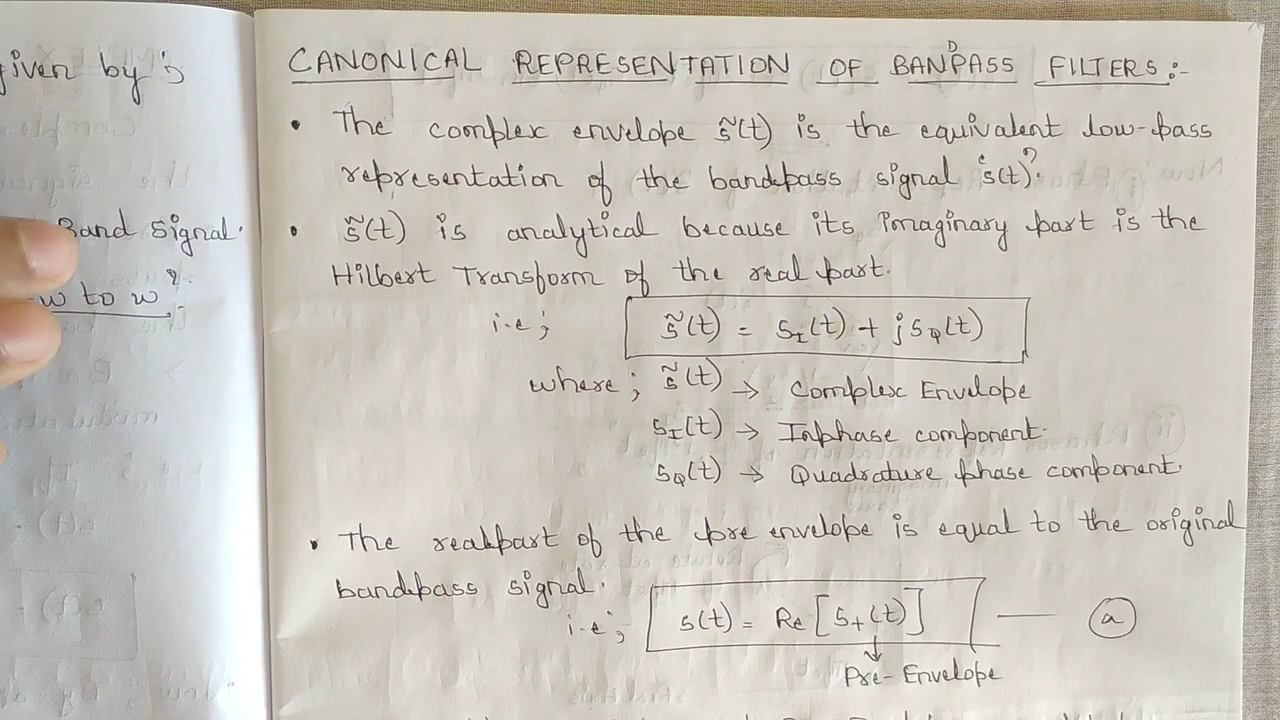 given by ;
Band Signal.
w to w
CANONICAL REPRESENTATION OF BANDPASS FILTERS :-
• The complex envelope s̃(t) is the equivalent low-pass
representation of the bandpass signal 's(t)'.
• s̃(t) is analytical because its imaginary part is the
Hilbert Transform of the real part.
i.e ; s̃(t) = sI(t) + j sQ(t)
where ; s̃(t) → Complex Envelope
sI(t) → Inphase component.
sQ(t) → Quadrature phase component.
• The real part of the pre envelope is equal to the original
bandpass signal.
i.e ; s(t) = Re [S+(t)] — a
↓
Pre-Envelope